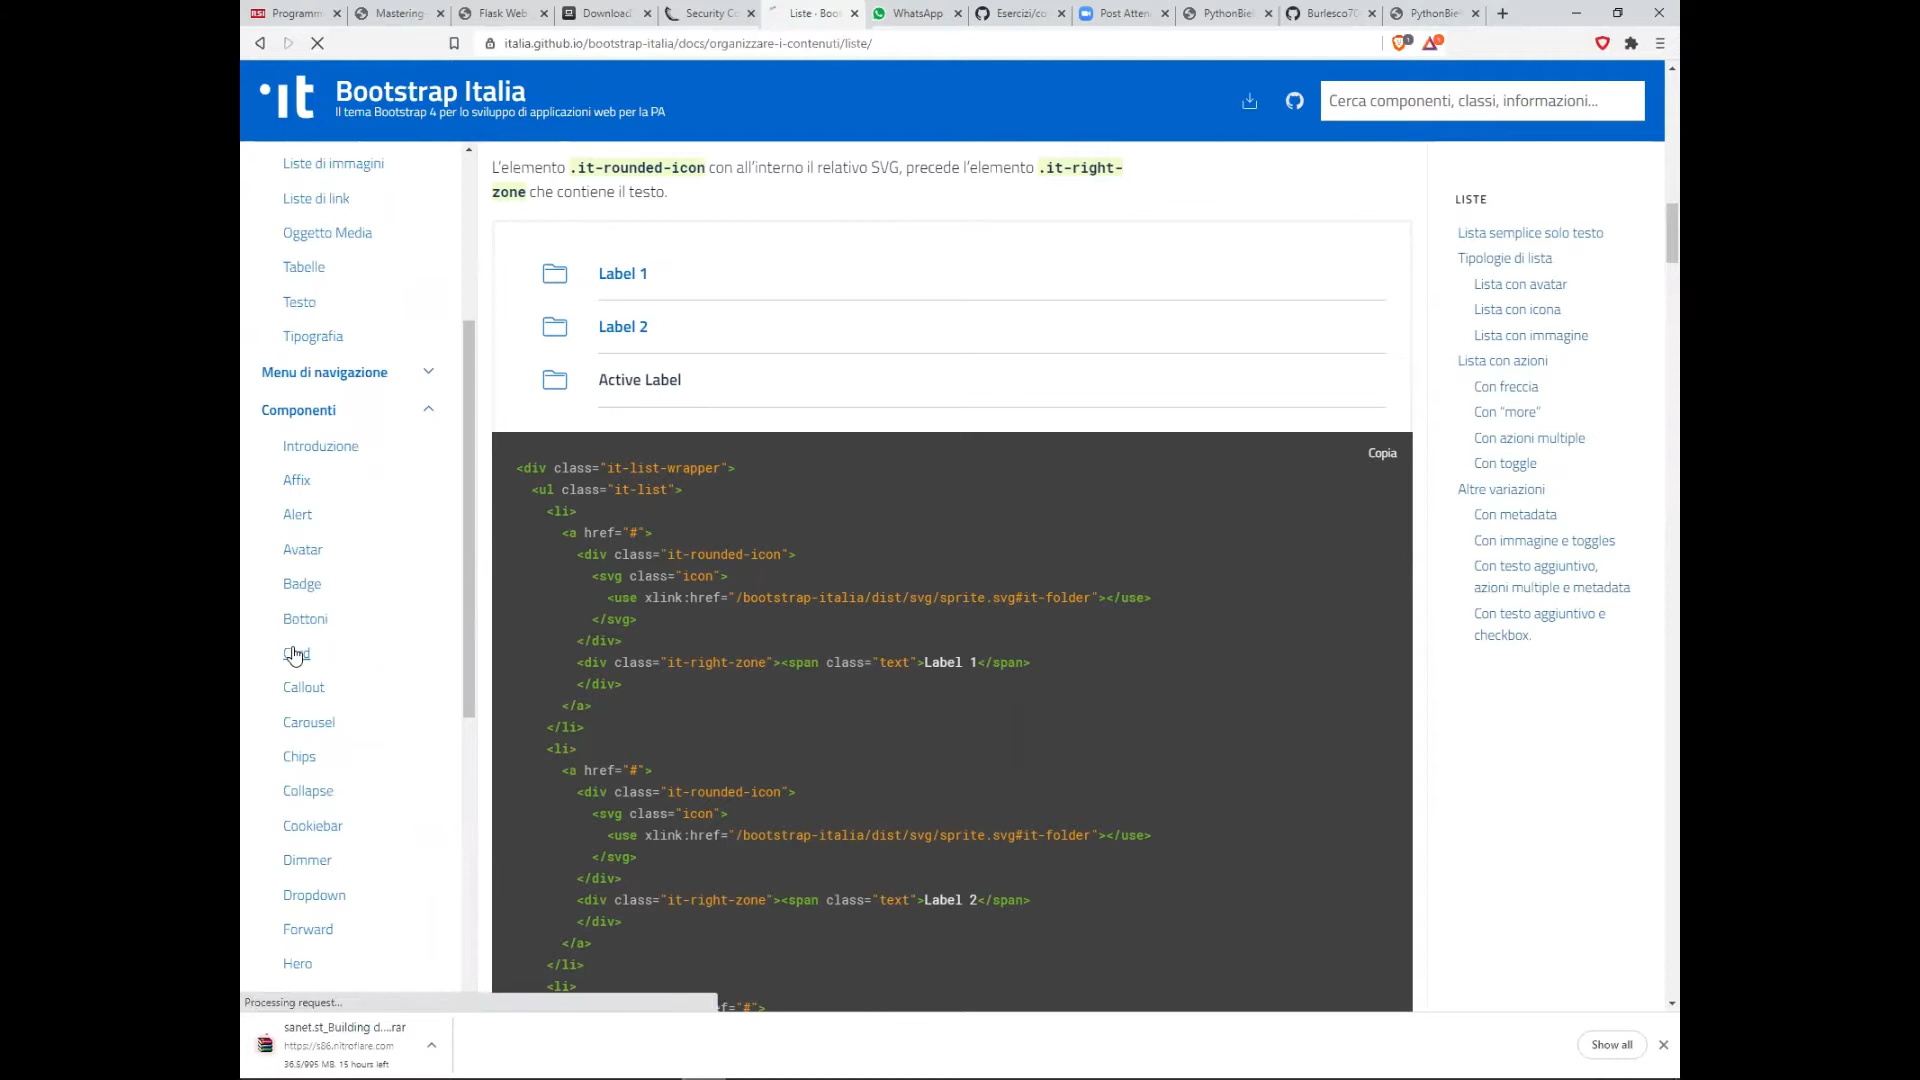 Programm
Mastering
Flask Web
Download
Security Co
Liste · Boo
WhatsApp
Esercizi/co
Post Atten
PythonBie
Burlesco70
PythonBie
italia.github.io/bootstrap-italia/docs/organizzare-i-contenuti/liste/
1
1
it
Bootstrap Italia
Il tema Bootstrap 4 per lo sviluppo di applicazioni web per la PA
Cerca componenti, classi, informazioni...
Liste di immagini
Liste di link
Oggetto Media
Tabelle
Testo
Tipografia
Menu di navigazione
Componenti
Introduzione
Affix
Alert
Avatar
Badge
Bottoni
Callout
Carousel
Chips
Collapse
Cookiebar
Dimmer
Dropdown
Forward
Hero
L'elemento .it-rounded-icon con all'interno il relativo SVG, precede l'elemento .it-right-
zone che contiene il testo.
Label 1
Label 2
Active Label
Copia
<div class="it-list-wrapper">
<ul class="it-list">
<li>
<a href="#">
<div class="it-rounded-icon">
<svg class="icon">
<use xlink:href="/bootstrap-italia/dist/svg/sprite.svg#it-folder"></use>
</svg>
</div>
<div class="it-right-zone"><span class="text">Label 1</span>
</div>
</a>
</li>
<li>
<a href="#">
<div class="it-rounded-icon">
<svg class="icon">
<use xlink:href="/bootstrap-italia/dist/svg/sprite.svg#it-folder"></use>
</svg>
</div>
<div class="it-right-zone"><span class="text">Label 2</span>
</div>
</a>
</li>
<li>
ef="#">
LISTE
Lista semplice solo testo
Tipologie di lista
Lista con avatar
Lista con icona
Lista con immagine
Lista con azioni
Con freccia
Con "more"
Con azioni multiple
Con toggle
Altre variazioni
Con metadata
Con immagine e toggles
Con testo aggiuntivo,
azioni multiple e metadata
Con testo aggiuntivo e
checkbox.
Processing request...
sanet.st_Building d....rar
https://s86.nitroflare.com
36.5/995 MB, 15 hours left
Show all